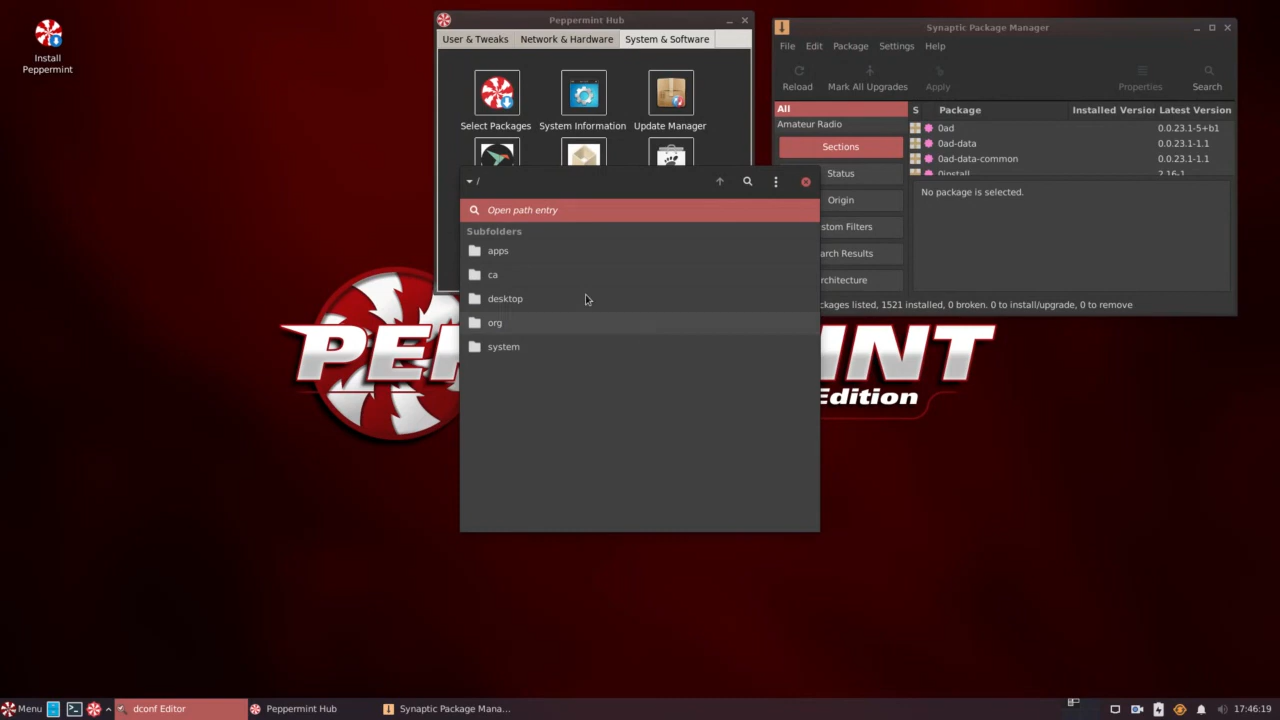 Install
Peppermint
Peppermint Hub
User & Tweaks
Network & Hardware
System & Software
Select Packages
System Information
Update Manager
Synaptic Package Manager
File
Edit
Package
Settings
Help
Reload
Mark All Upgrades
Apply
Properties
Search
All
Amateur Radio
Sections
Status
Origin
stom Filters
arch Results
rchitecture
S
Package
Installed Versior
Latest Version
0ad
0.0.23.1-5+b1
0ad-data
0.0.23.1-1.1
0ad-data-common
0.0.23.1-1.1
0install
2.16-1
No package is selected.
ckages listed, 1521 installed, 0 broken. 0 to install/upgrade, 0 to remove
/
Open path entry
Subfolders
apps
ca
desktop
org
system
PE
INT
Edition
Menu
dconf Editor
Peppermint Hub
Synaptic Package Mana...
17:46:19